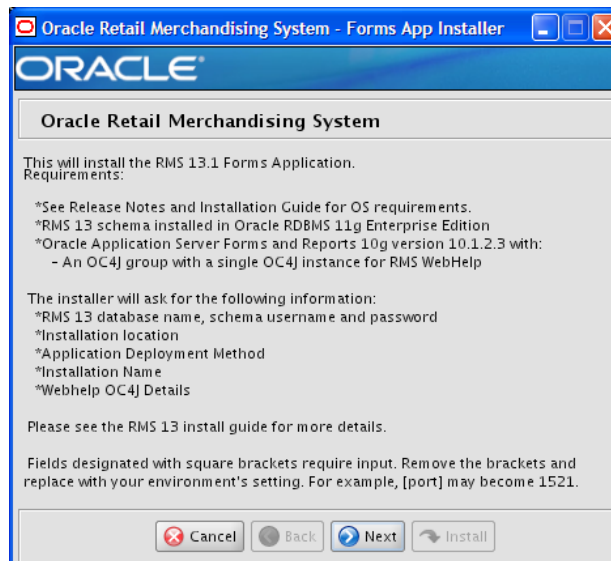 Oracle Retail Merchandising System - Forms App Installer
ORACLE
Oracle Retail Merchandising System
This will install the RMS 13.1 Forms Application.
Requirements:
*See Release Notes and Installation Guide for OS requirements.
*RMS 13 schema installed in Oracle RDBMS 11g Enterprise Edition
*Oracle Application Server Forms and Reports 10g version 10.1.2.3 with:
– An OC4J group with a single OC4J instance for RMS WebHelp
The installer will ask for the following information:
*RMS 13 database name, schema username and password
*Installation location
*Application Deployment Method
*Installation Name
*Webhelp OC4J Details
Please see the RMS 13 install guide for more details.
Fields designated with square brackets require input. Remove the brackets and
replace with your environment's setting. For example, [port] may become 1521.
Cancel Back Next Install